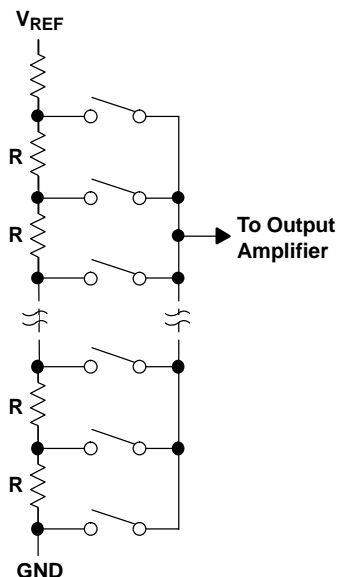 VREF
R
R
To Output
Amplifier
R
R
GND